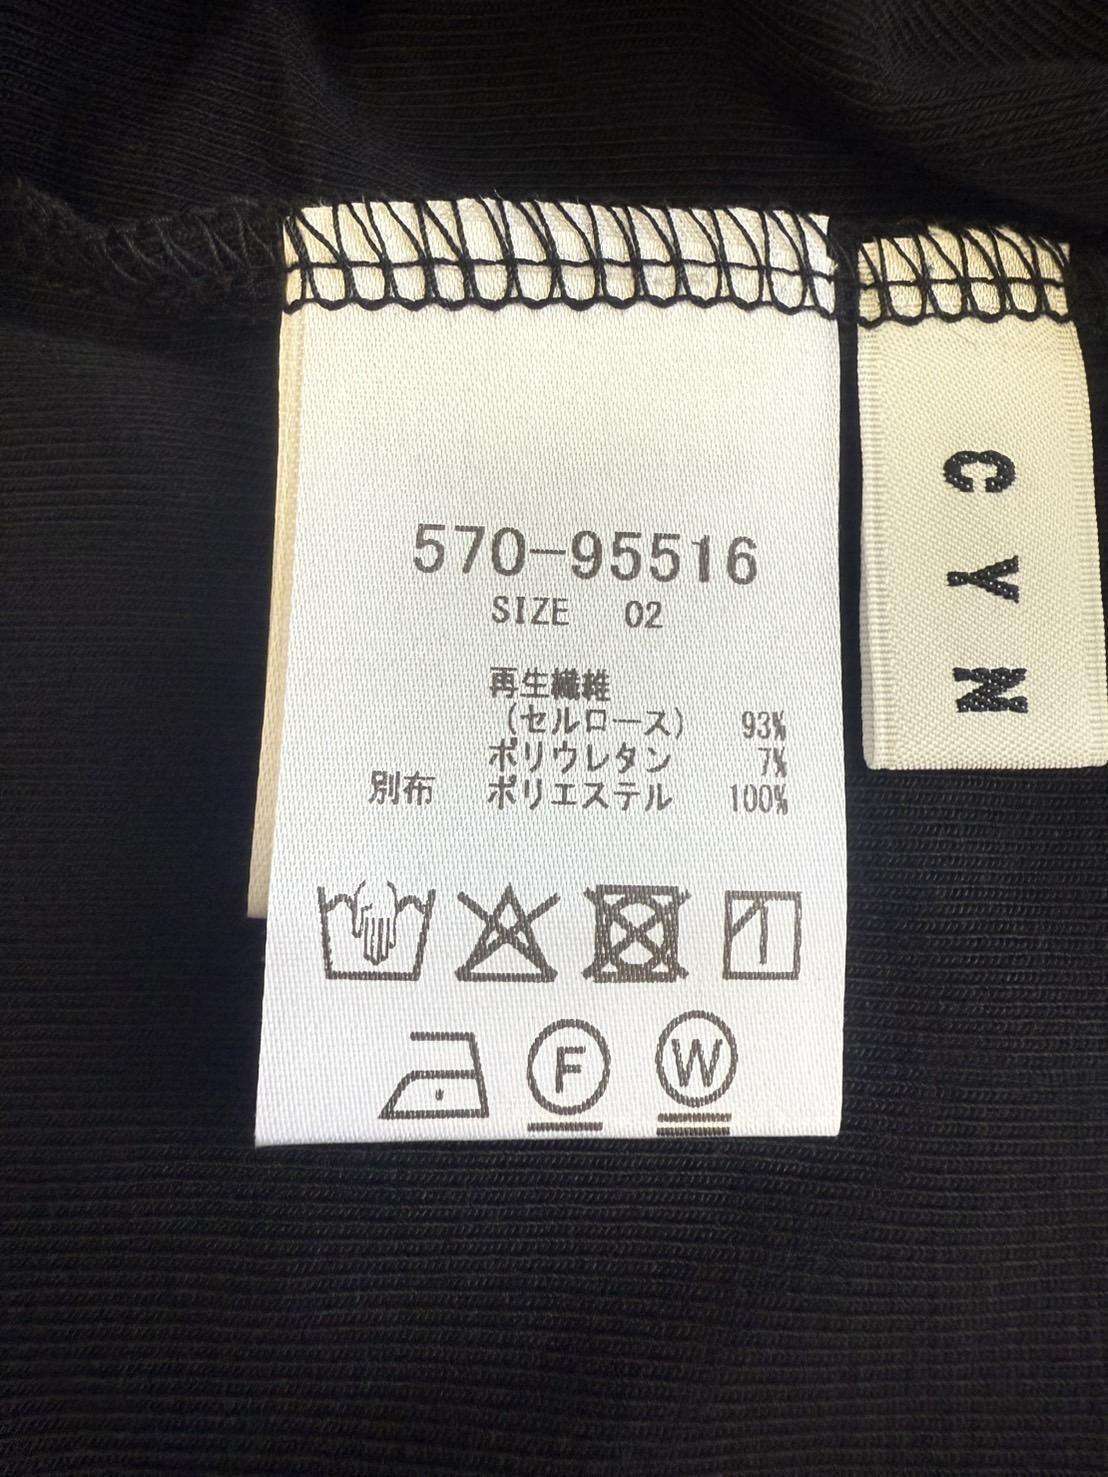 570-95516
SIZE 02
再生繊維
(セルロース) 93%
ポリウレタン 7%
別布 ポリエステル 100%
F
W
CYN